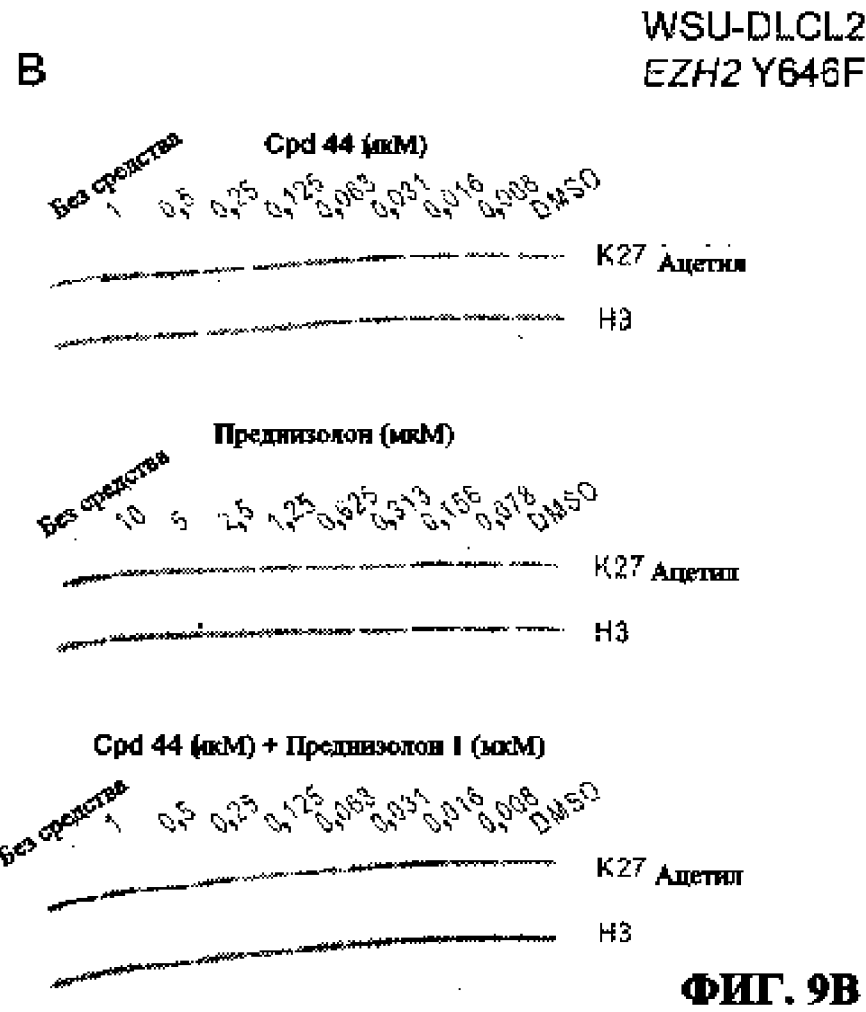 WSU-DLCL2
B
EZH2 Y646F
Cpd 44 (мкМ)
Без средства 1 0,5 0,25 0,125 0,063 0,031 0,016 0,008 DMSO
K27 Ацетил
H3
Преднизолон (мкМ)
Без средства 10 5 2,5 1,25 0,625 0,313 0,156 0,078 DMSO
K27 Ацетил
H3
Cpd 44 (мкМ) + Преднизолон 1 (мкМ)
Без средства 1 0,5 0,25 0,125 0,063 0,031 0,016 0,008 DMSO
K27 Ацетил
H3
ФИГ. 9B